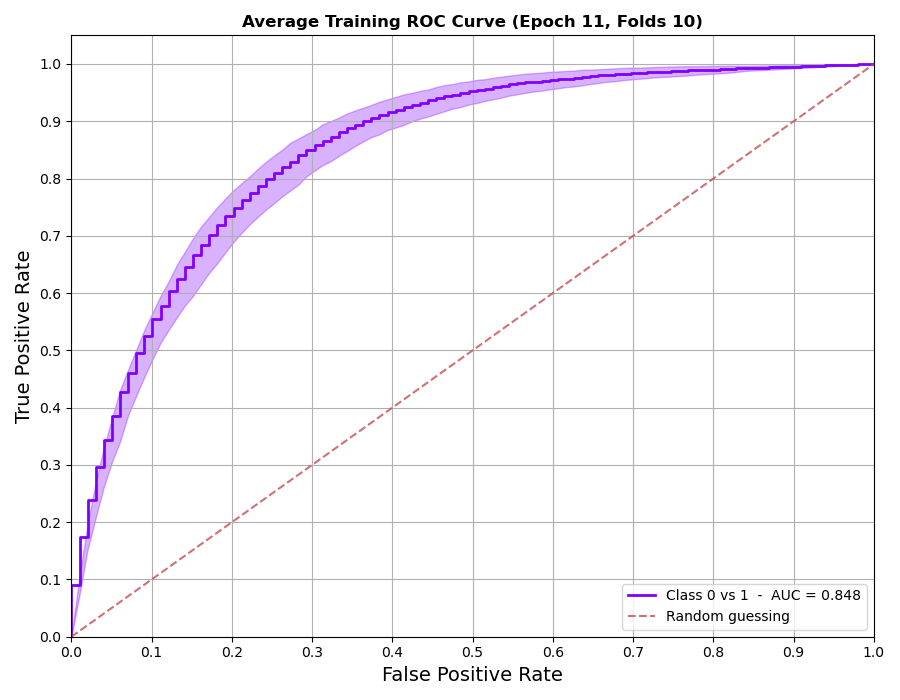 Average Training ROC Curve (Epoch 11, Folds 10)
True Positive Rate
1.0
0.9
0.8
0.7
0.6
0.5
0.4
0.3
0.2
0.1
0.0
Class 0 vs 1 - AUC = 0.848
Random guessing
0.0 0.1 0.2 0.3 0.4 0.5 0.6 0.7 0.8 0.9 1.0
False Positive Rate